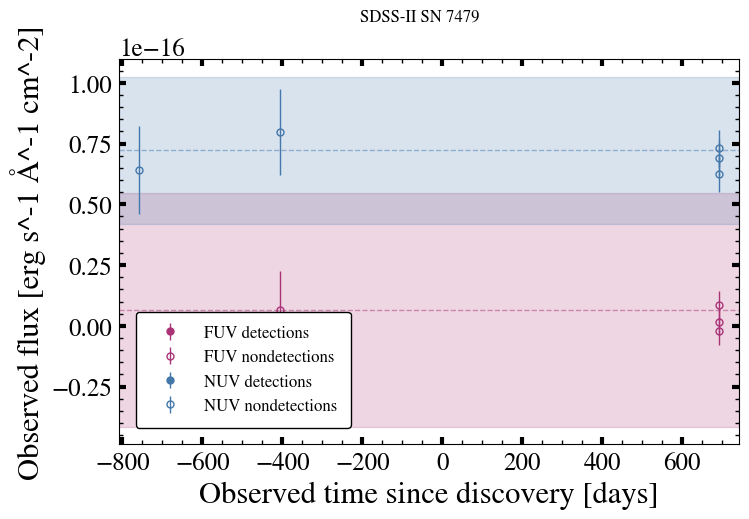 SDSS-II SN 7479
1e−16
1.00
0.75
0.50
0.25
0.00
−0.25
Observed flux [erg s^-1 Å^-1 cm^-2]
FUV detections
FUV nondetections
NUV detections
NUV nondetections
−800 −600 −400 −200 0 200 400 600
Observed time since discovery [days]